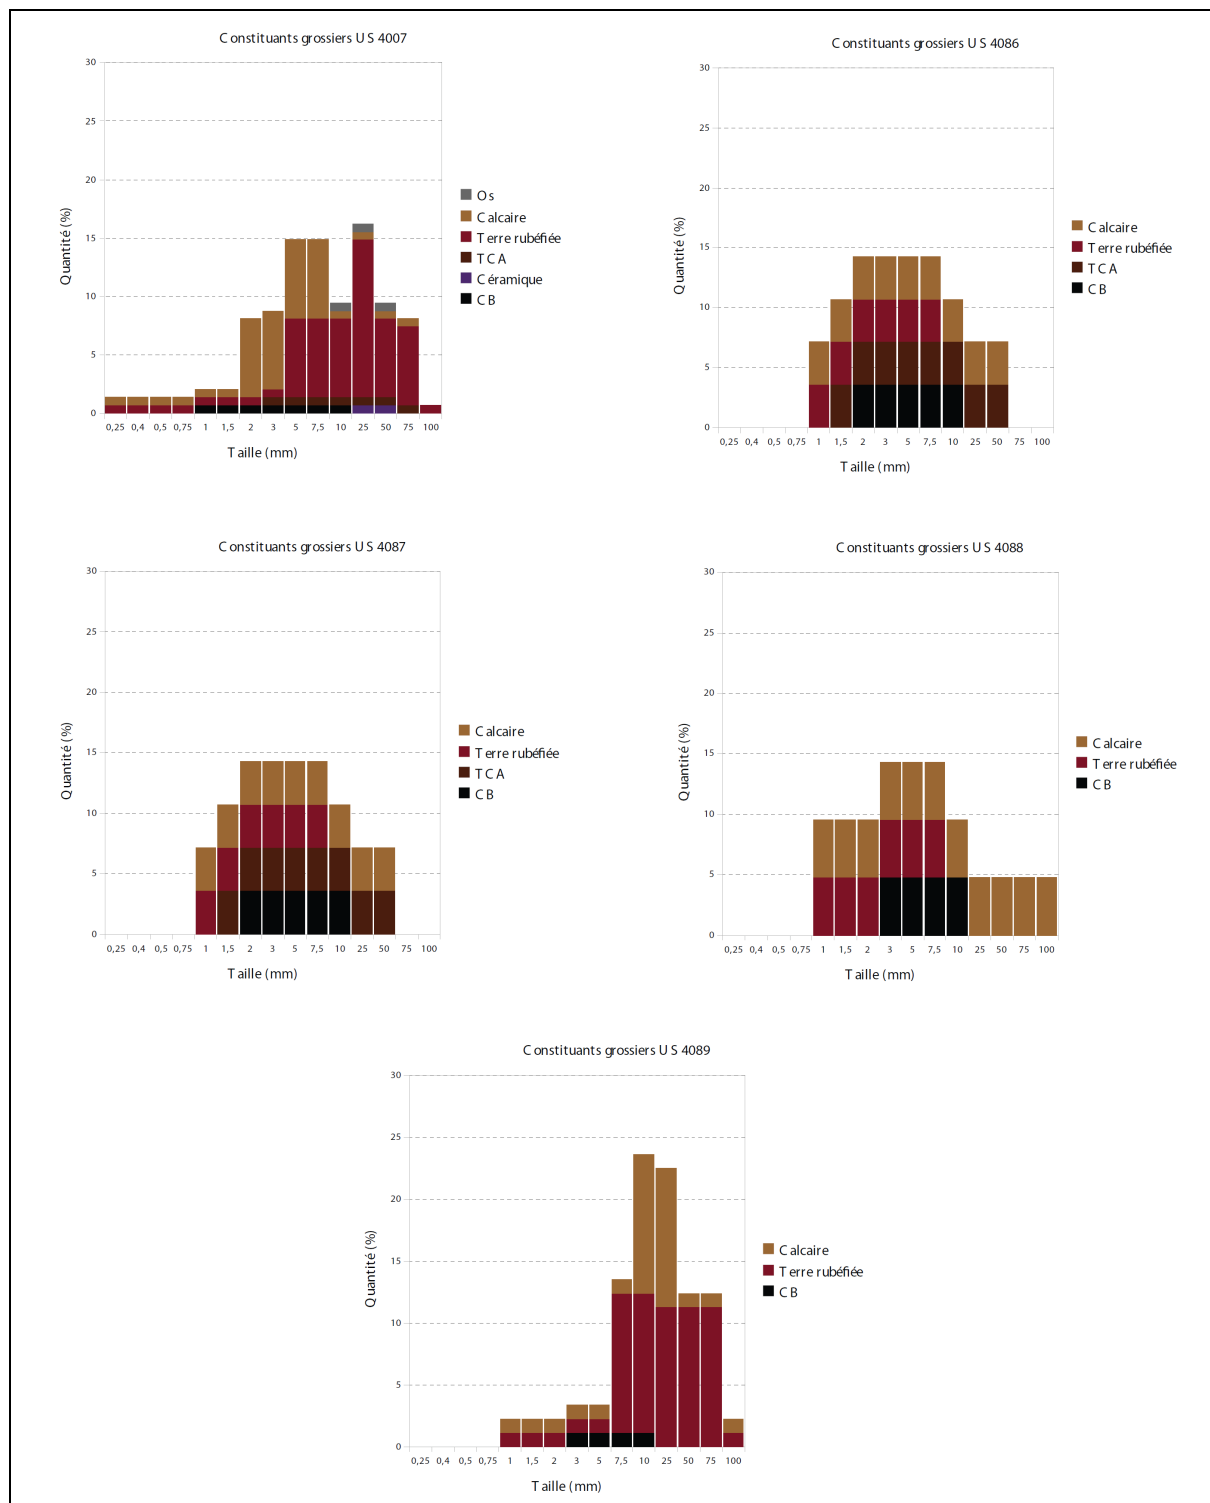 Constituants grossiers US 4007
30
25
20
15
10
5
0
Quantité (%)
0,25 0,4 0,5 0,75 1 1,5 2 3 5 7,5 10 25 50 75 100
Taille (mm)
Os
Calcaire
Terre rubéfiée
TCA
Céramique
CB
Constituants grossiers US 4086
30
25
20
15
10
5
0
Quantité (%)
0,25 0,4 0,5 0,75 1 1,5 2 3 5 7,5 10 25 50 75 100
Taille (mm)
Calcaire
Terre rubéfiée
TCA
CB
Constituants grossiers US 4087
30
25
20
15
10
5
0
Quantité (%)
0,25 0,4 0,5 0,75 1 1,5 2 3 5 7,5 10 25 50 75 100
Taille (mm)
Calcaire
Terre rubéfiée
TCA
CB
Constituants grossiers US 4088
30
25
20
15
10
5
0
Quantité (%)
0,25 0,4 0,5 0,75 1 1,5 2 3 5 7,5 10 25 50 75 100
Taille (mm)
Calcaire
Terre rubéfiée
CB
Constituants grossiers US 4089
30
25
20
15
10
5
0
Quantité (%)
0,25 0,4 0,5 0,75 1 1,5 2 3 5 7,5 10 25 50 75 100
Taille (mm)
Calcaire
Terre rubéfiée
CB